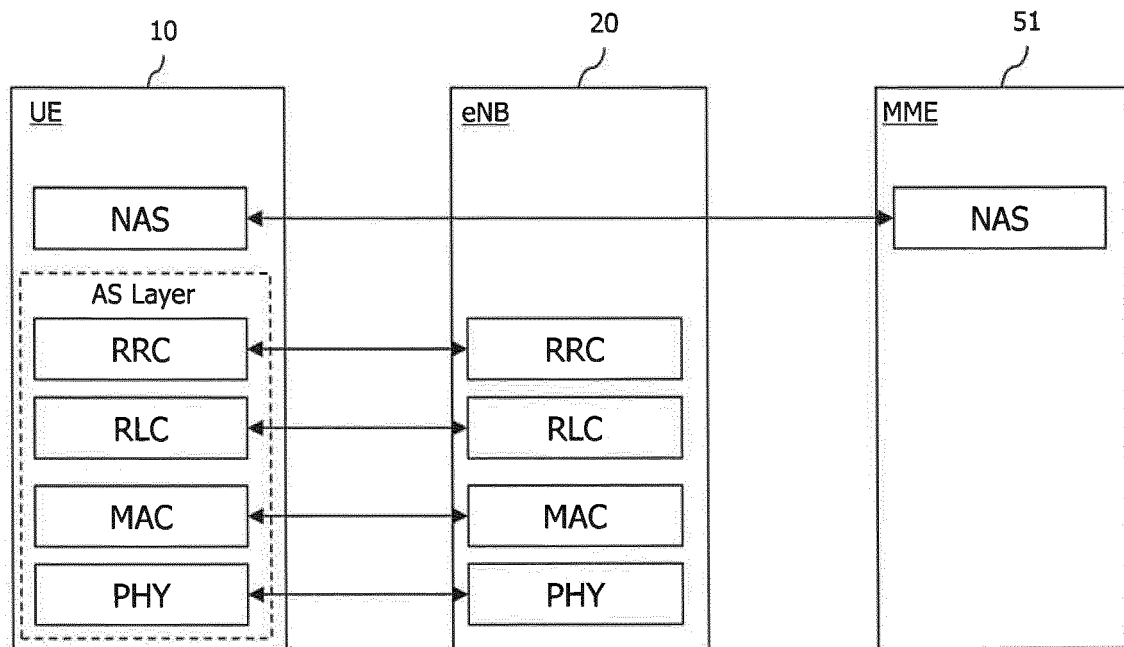 10 20 51
UE eNB MME
NAS NAS
AS Layer
RRC RRC
RLC RLC
MAC MAC
PHY PHY